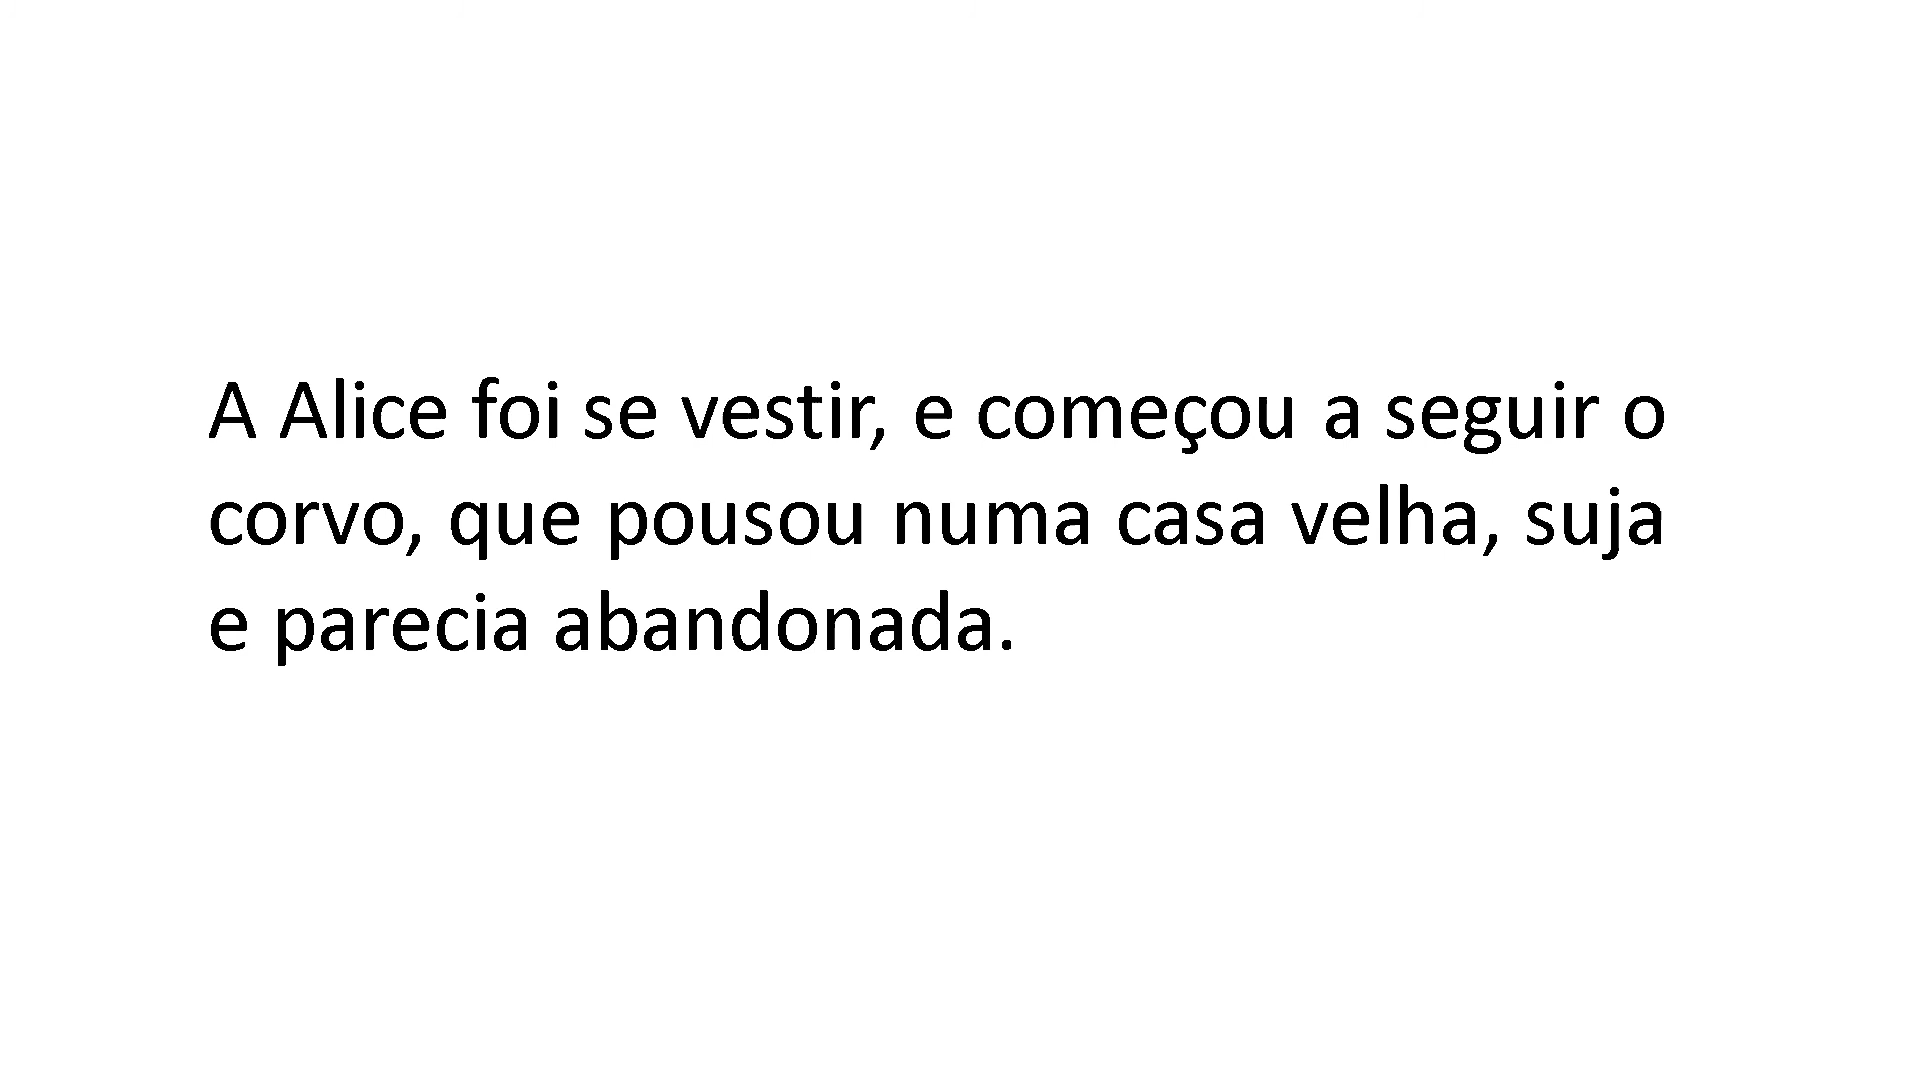 A Alice foi se vestir, e começou a seguir o
corvo, que pousou numa casa velha, suja
e parecia abandonada.